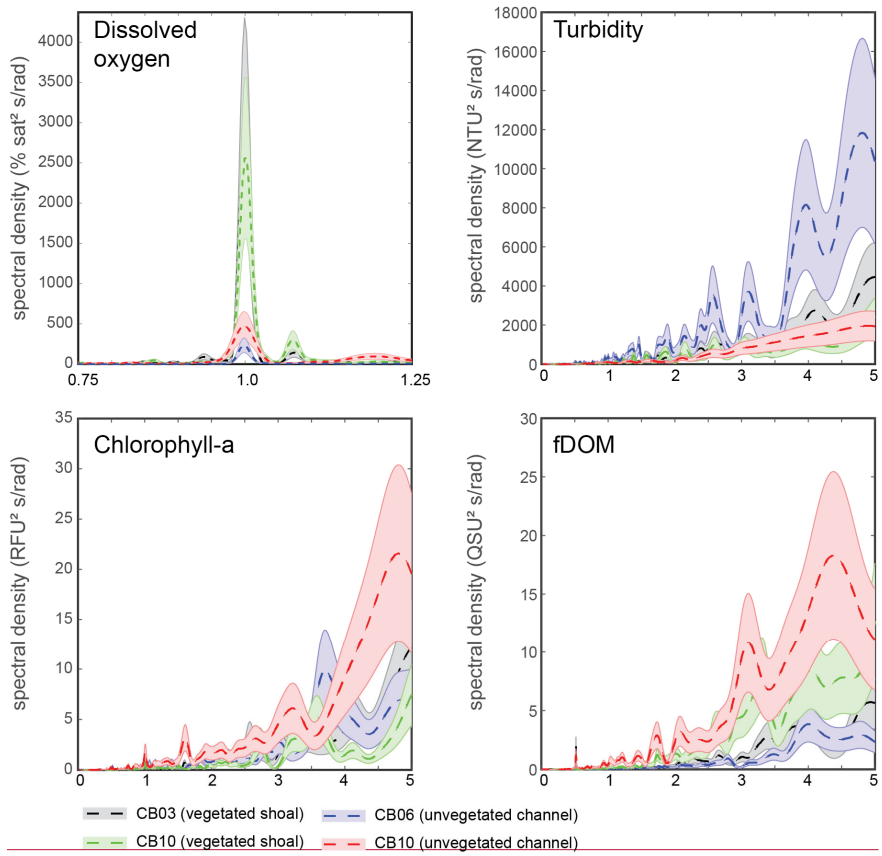 Dissolved
oxygen
spectral density (% sat² s/rad)
4000
3500
3000
2500
2000
1500
1000
500
0
0.75 1.0 1.25
Turbidity
spectral density (NTU² s/rad)
18000
16000
14000
12000
10000
8000
6000
4000
2000
0
0 1 2 3 4 5
Chlorophyll-a
spectral density (RFU² s/rad)
35
30
25
20
15
10
5
0
0 1 2 3 4 5
fDOM
spectral density (QSU² s/rad)
30
25
20
15
10
5
0
0 1 2 3 4 5
CB03 (vegetated shoal) CB06 (unvegetated channel)
CB10 (vegetated shoal) CB10 (unvegetated channel)